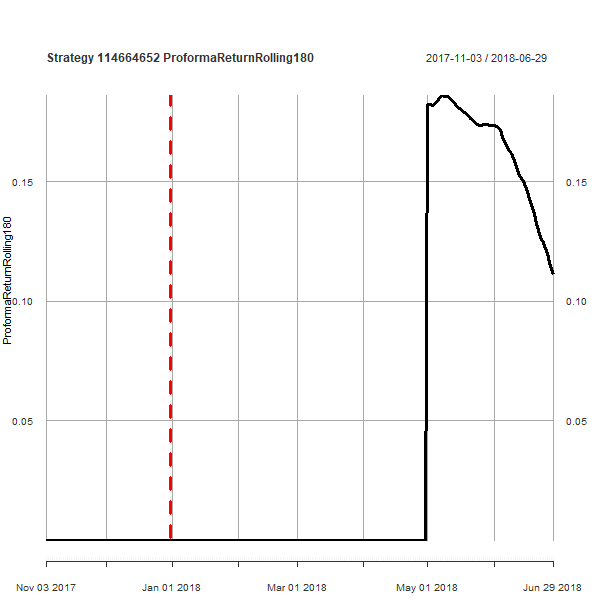 Strategy 114664652 ProformaReturnRolling180
2017-11-03 / 2018-06-29
ProformaReturnRolling180
0.15
0.15
0.10
0.10
0.05
0.05
Nov 03 2017
Jan 01 2018
Mar 01 2018
May 01 2018
Jun 29 2018